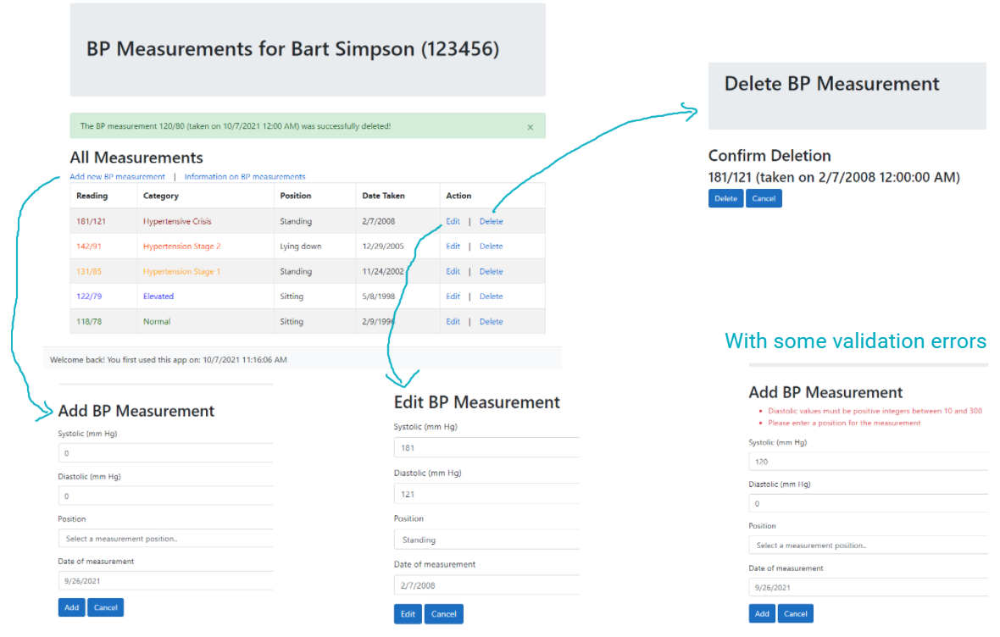 BP Measurements for Bart Simpson (123456)
The BP measurement 120/80 (taken on 10/7/2021 12:00 AM) was successfully deleted! ×
All Measurements
Add new BP measurement | Information on BP measurements
Reading Category Position Date Taken Action
181/121 Hypertensive Crisis Standing 2/7/2008 Edit | Delete
142/91 Hypertension Stage 2 Lying down 12/29/2005 Edit | Delete
131/85 Hypertension Stage 1 Standing 11/24/2002 Edit | Delete
122/79 Elevated Sitting 5/8/1998 Edit | Delete
118/78 Normal Sitting 2/9/1996 Edit | Delete
Welcome back! You first used this app on: 10/7/2021 11:16:06 AM
Delete BP Measurement
Confirm Deletion
181/121 (taken on 2/7/2008 12:00:00 AM)
Delete Cancel
Add BP Measurement
Systolic (mm Hg)
0
Diastolic (mm Hg)
0
Position
Select a measurement position..
Date of measurement
9/26/2021
Add Cancel
Edit BP Measurement
Systolic (mm Hg)
181
Diastolic (mm Hg)
121
Position
Standing
Date of measurement
2/7/2008
Edit Cancel
With some validation errors
Add BP Measurement
• Diastolic values must be positive integers between 10 and 300
• Please enter a position for the measurement
Systolic (mm Hg)
120
Diastolic (mm Hg)
0
Position
Select a measurement position..
Date of measurement
9/26/2021
Add Cancel